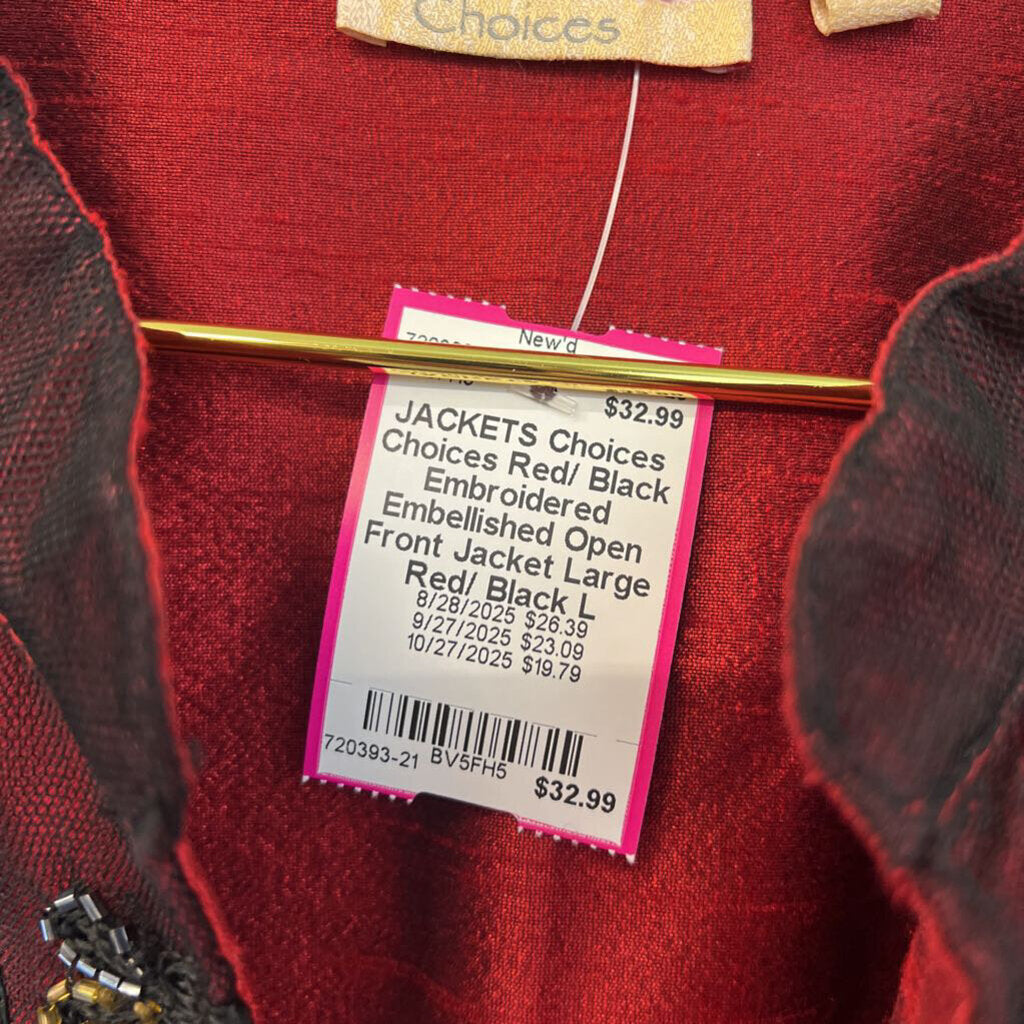 Choices
New'd
$32.99
JACKETS Choices
Choices Red/ Black
Embroidered
Embellished Open
Front Jacket Large
Red/ Black L
8/28/2025 $26.39
9/27/2025 $23.09
10/27/2025 $19.79
720393-21 BV5FH5 $32.99